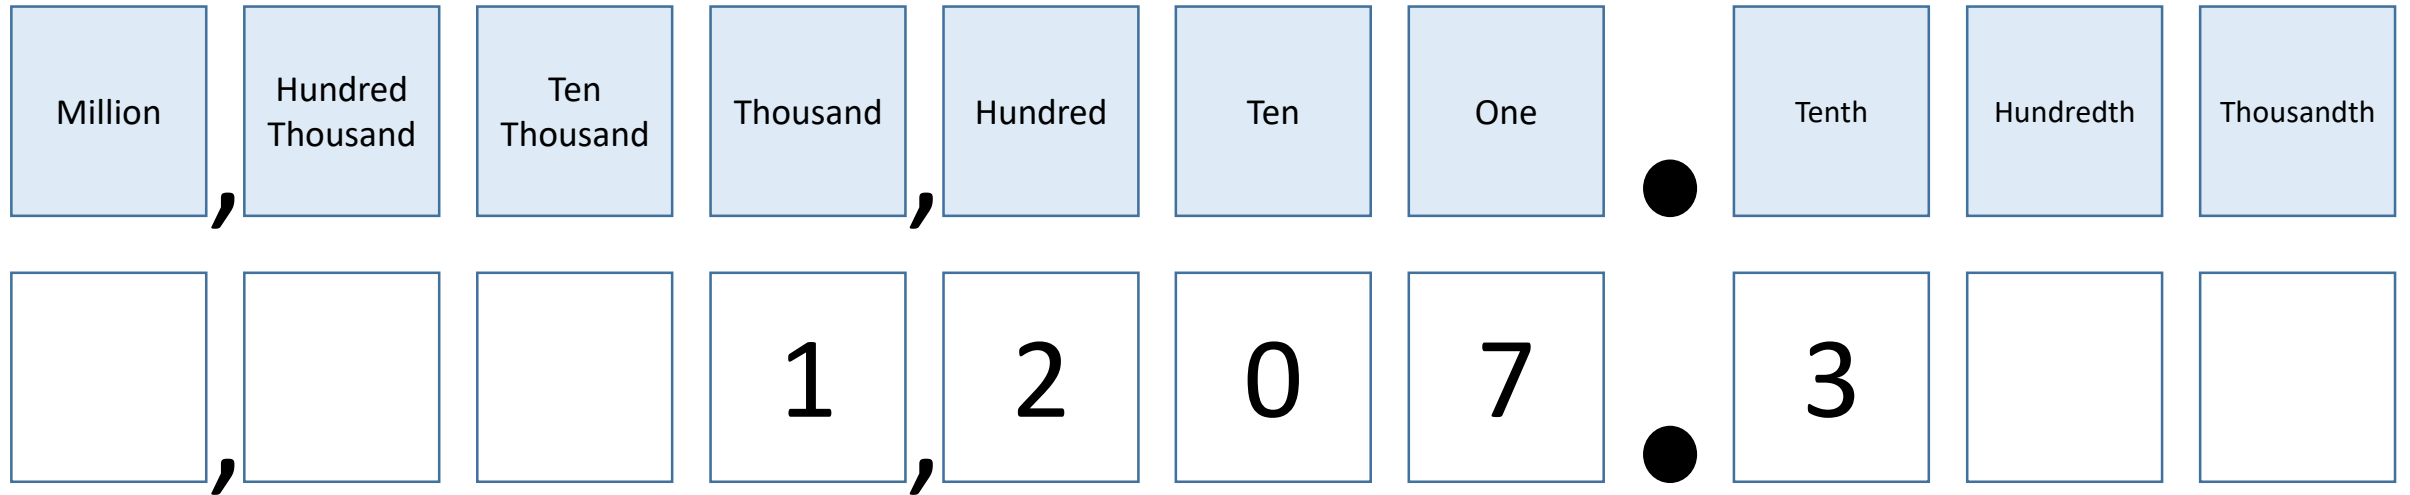 Million , Hundred Thousand Ten Thousand Thousand , Hundred Ten One . Tenth Hundredth Thousandth
, 1 , 2 0 7 . 3